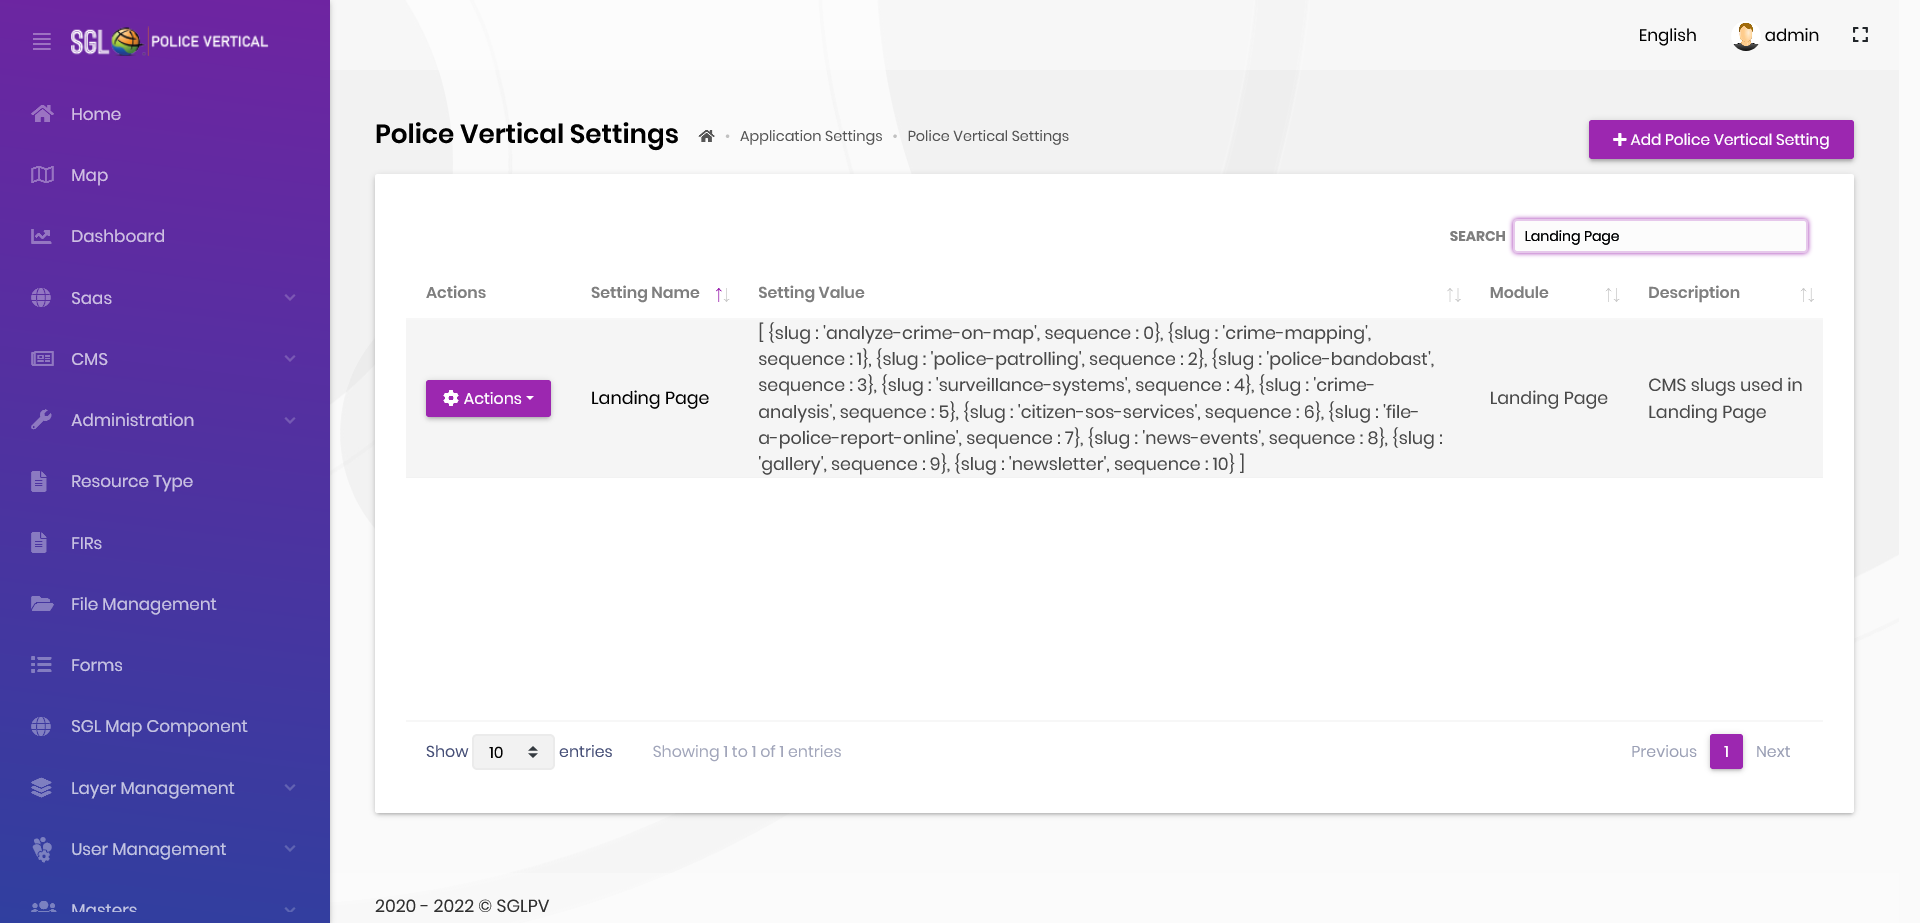 SGL POLICE VERTICAL
English
admin
Home
Map
Dashboard
Saas
CMS
Administration
Resource Type
FIRs
File Management
Forms
SGL Map Component
Layer Management
User Management
Masters
Police Vertical Settings
Application Settings
Police Vertical Settings
Add Police Vertical Setting
SEARCH Landing Page
Actions Setting Name Setting Value Module Description
Actions
Landing Page
[ {slug : 'analyze-crime-on-map', sequence : 0}, {slug : 'crime-mapping',
sequence : 1}, {slug : 'police-patrolling', sequence : 2}, {slug : 'police-bandobast',
sequence : 3}, {slug : 'surveillance-systems', sequence : 4}, {slug : 'crime-
analysis', sequence : 5}, {slug : 'citizen-sos-services', sequence : 6}, {slug : 'file-
a-police-report-online', sequence : 7}, {slug : 'news-events', sequence : 8}, {slug :
'gallery', sequence : 9}, {slug : 'newsletter', sequence : 10} ]
Landing Page
CMS slugs used in
Landing Page
Show 10 entries Showing 1 to 1 of 1 entries Previous 1 Next
2020 - 2022 © SGLPV